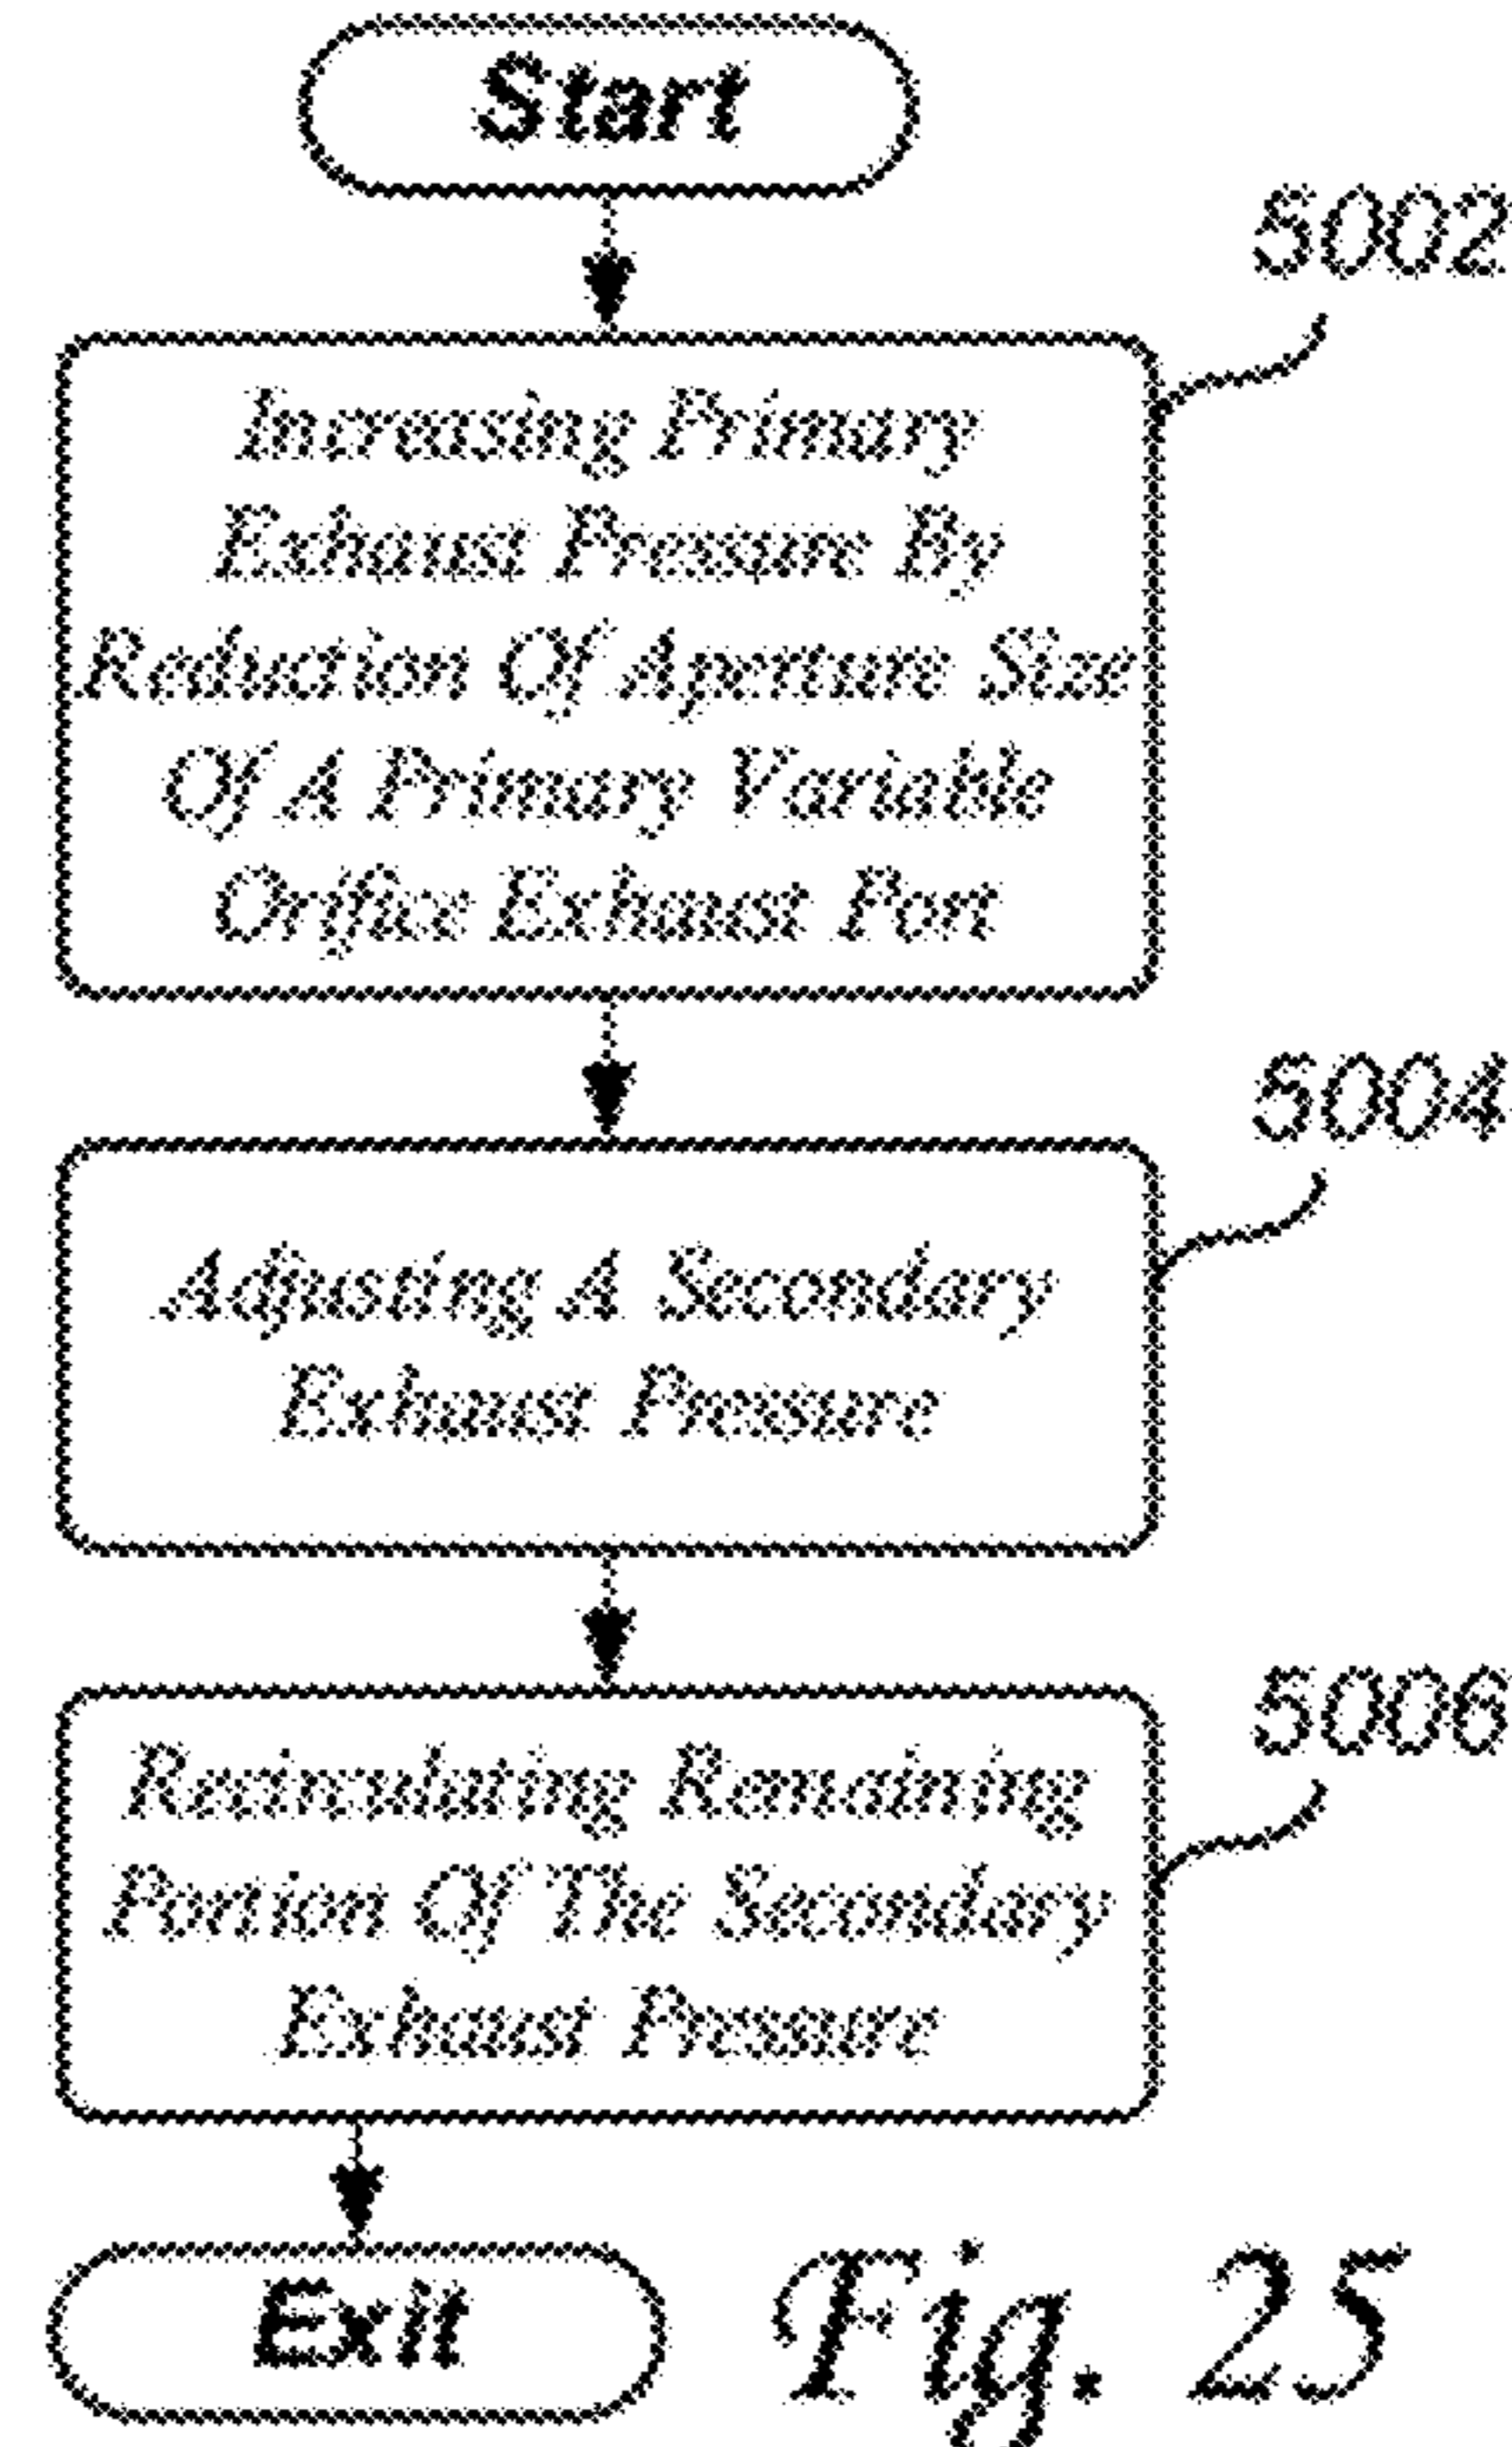 Start
5002
Increasing Primary
Exhaust Pressure By
Reduction Of Aperture Size
Of A Primary Variable
Orifice Exhaust Port
5004
Adjusting A Secondary
Exhaust Pressure
5006
Recirculating Remaining
Portion Of The Secondary
Exhaust Pressure
Exit
Fig. 25